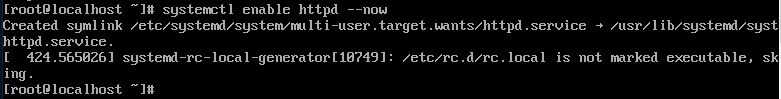 [root@localhost ~]# systemctl enable httpd --now
Created symlink /etc/systemd/system/multi-user.target.wants/httpd.service → /usr/lib/systemd/syst
httpd.service.
[  424.565026] systemd-rc-local-generator[10749]: /etc/rc.d/rc.local is not marked executable, sk
ing.
[root@localhost ~]#